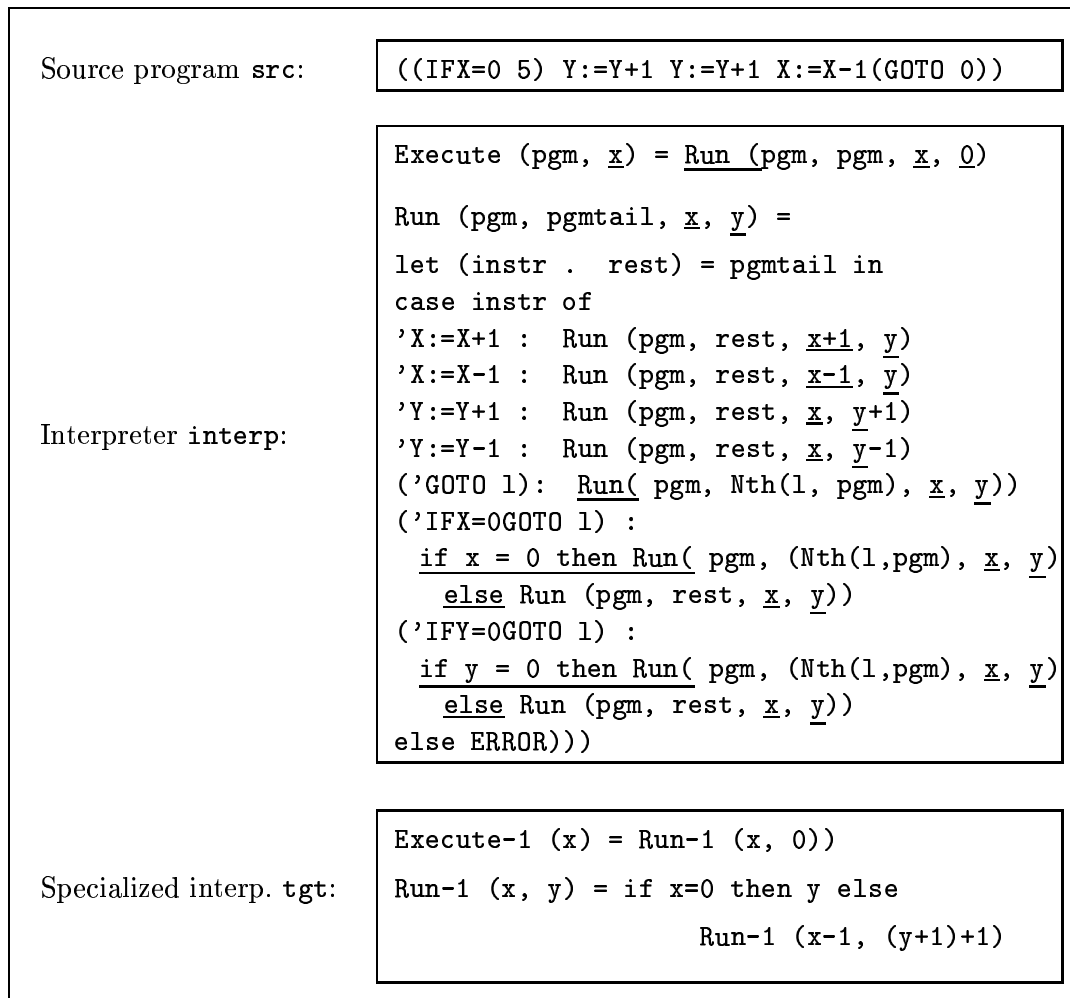 Source program src:
((IFX=0 5) Y:=Y+1 Y:=Y+1 X:=X-1(GOTO 0))
Interpreter interp:
Execute (pgm, x) = Run (pgm, pgm, x, 0)
Run (pgm, pgmtail, x, y) =
let (instr .  rest) = pgmtail in
case instr of
'X:=X+1 :  Run (pgm, rest, x+1, y)
'X:=X-1 :  Run (pgm, rest, x-1, y)
'Y:=Y+1 :  Run (pgm, rest, x, y+1)
'Y:=Y-1 :  Run (pgm, rest, x, y-1)
('GOTO l):  Run( pgm, Nth(l, pgm), x, y))
('IFX=0GOTO l) :
if x = 0 then Run( pgm, (Nth(l,pgm), x, y)
else Run (pgm, rest, x, y))
('IFY=0GOTO l) :
if y = 0 then Run( pgm, (Nth(l,pgm), x, y)
else Run (pgm, rest, x, y))
else ERROR)))
Specialized interp. tgt:
Execute-1 (x) = Run-1 (x, 0))
Run-1 (x, y) = if x=0 then y else
Run-1 (x-1, (y+1)+1)